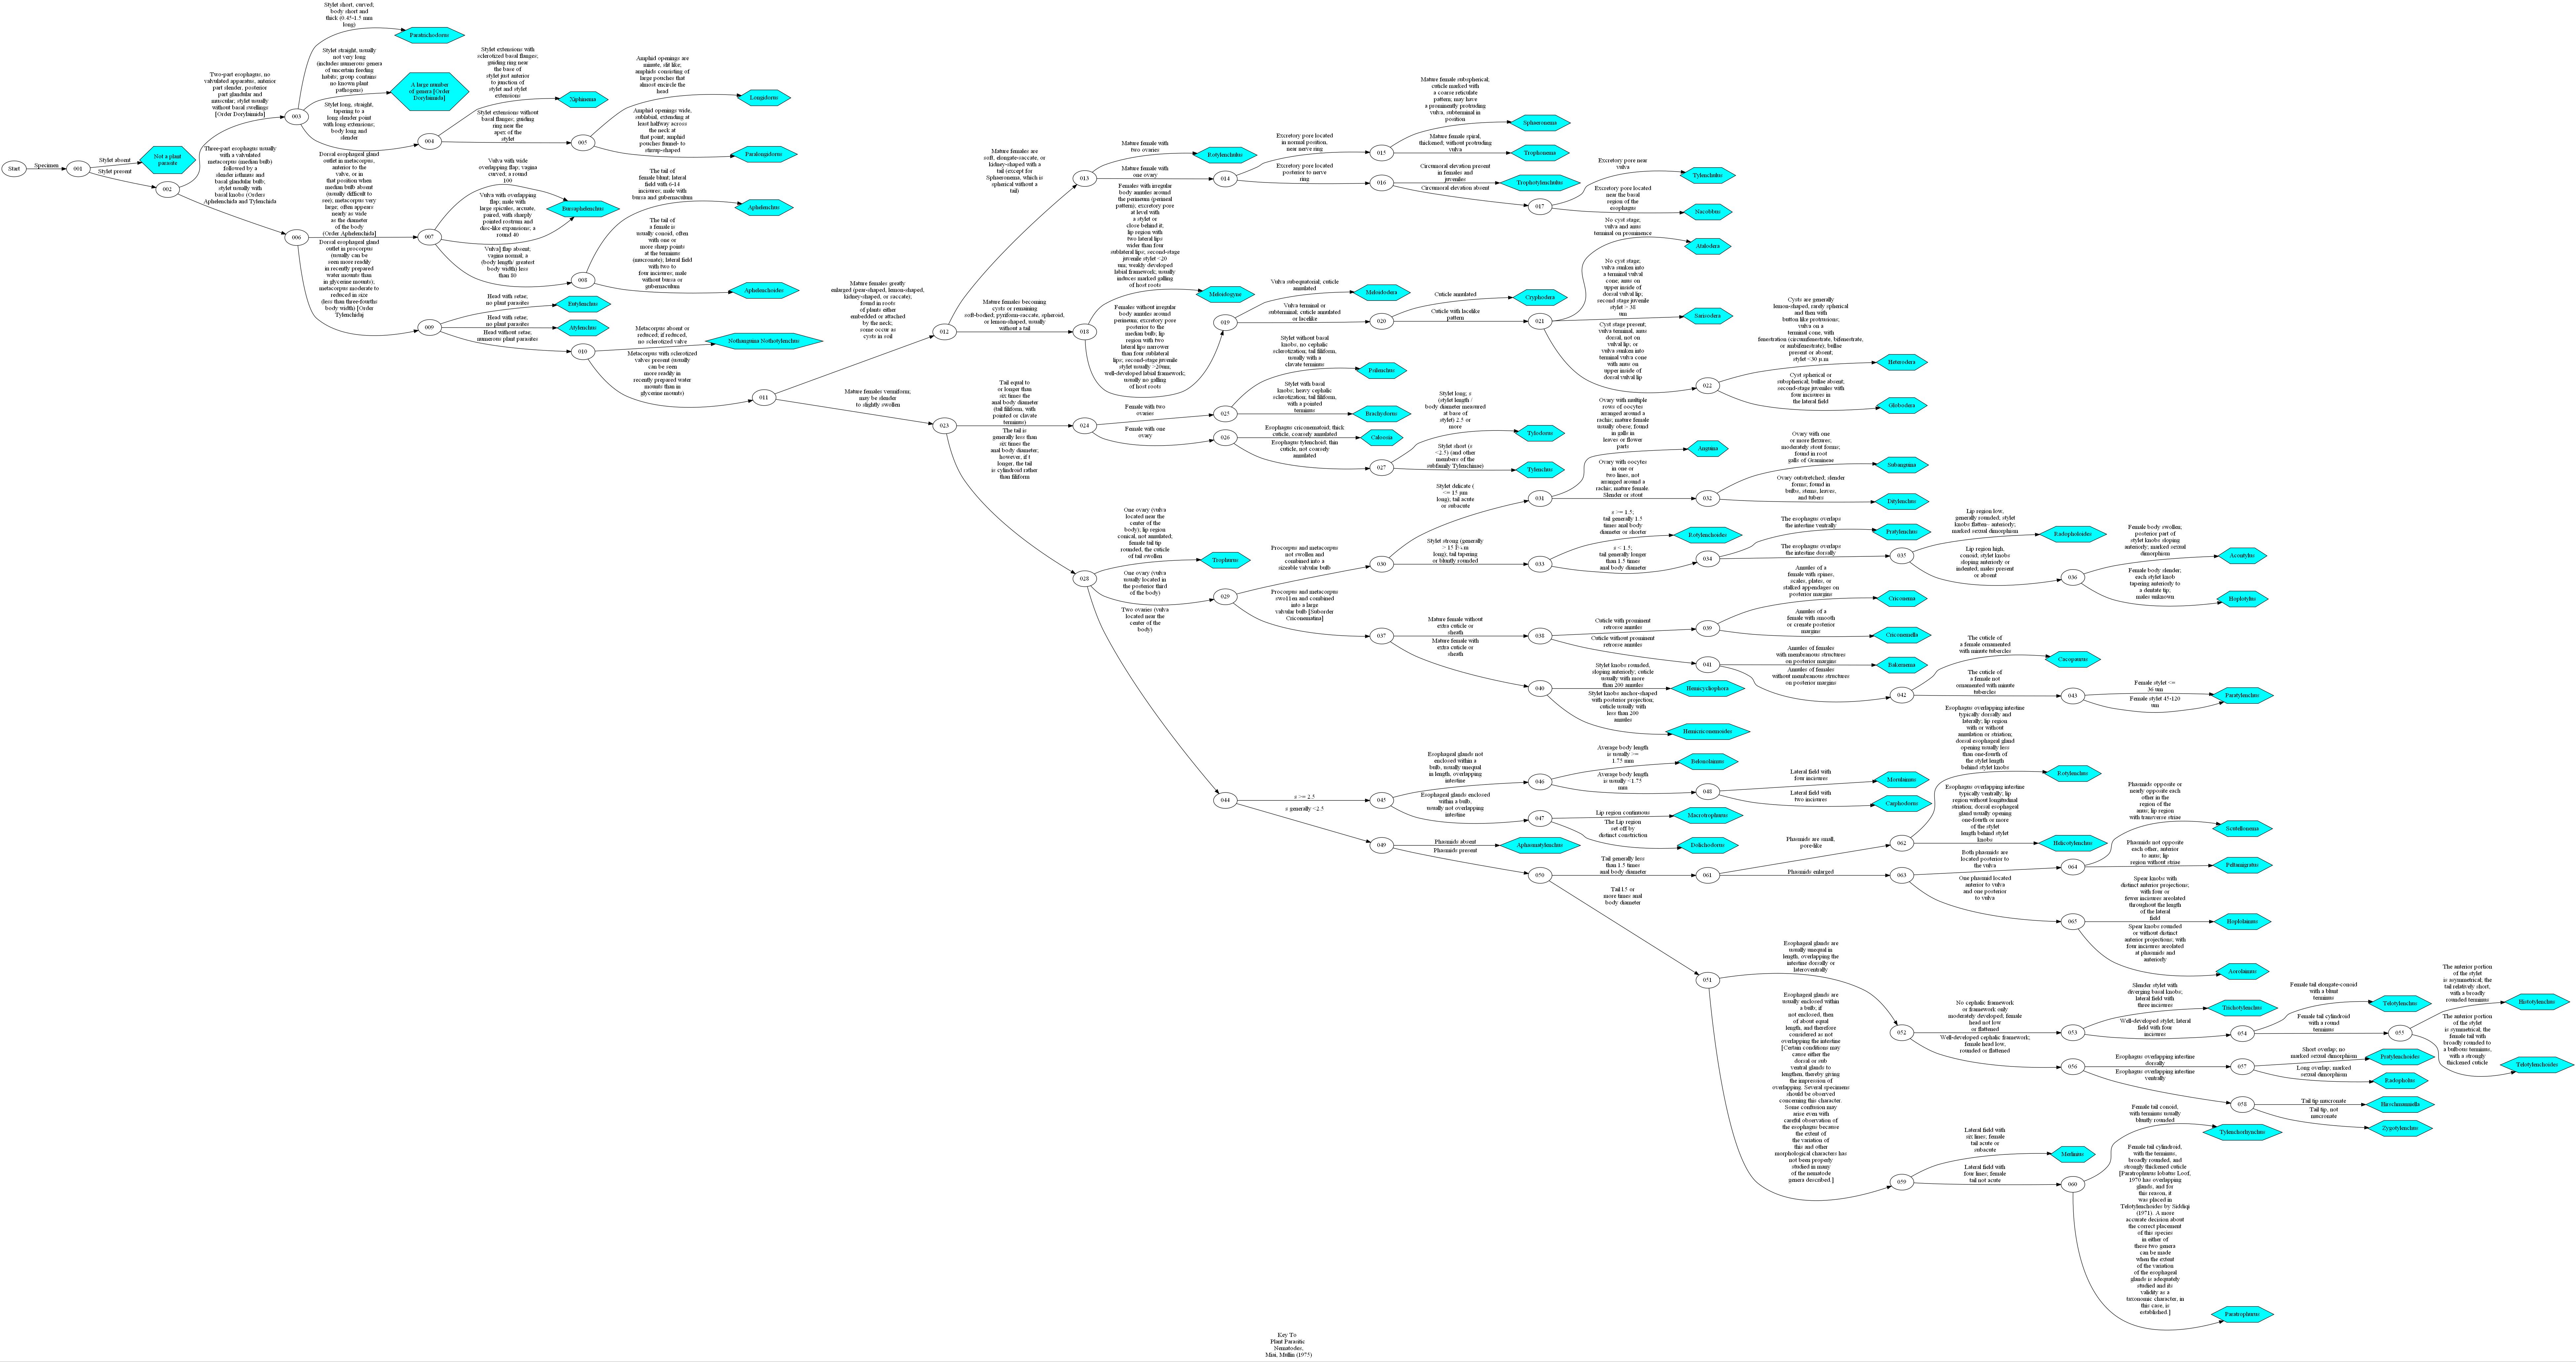 Start
Specimen
001
Stylet absent
Not a plant
parasite
Stylet present
002
Two-part esophagus, no
valvulated apparatus, anterior
part slender, posterior
part glandular and
muscular; stylet usually
without basal swellings
[Order Dorylaimida]
Three-part esophagus usually
with a valvulated
metacorpus (median bulb)
followed by a
slender isthmus and
basal glandular bulb;
stylet usually with
basal knobs (Orders
Aphelenchida and Tylenchida
003
Stylet short, curved;
body short and
thick (0.45-1.5 mm
long)
Paratrichodorus
Stylet straight, usually
not very long
(includes numerous genera
of uncertain feeding
habits; group contains
no known plant
pathogens)
A large number
of genera [Order
Dorylaimida]
Stylet long, straight,
tapering to a
long slender point
with long extensions;
body long and
slender
004
Stylet extensions with
sclerotized basal flanges;
guiding ring near
the base of
stylet just anterior
to junction of
stylet and stylet
extensions
Xiphinema
Stylet extensions without
basal flanges, guiding
ring near the
apex of the
stylet
005
Amphid openings are
minute, slit like;
amphids consisting of
large pouches that
almost encircle the
head
Longidorus
Amphid openings wide,
sublabial, extending at
least halfway across
the neck at
that point; amphid
pouches funnel- to
stirrup-shaped
Paralongidorus
006
Dorsal esophageal gland
outlet in metacorpus,
anterior to the
valve, or in
that position when
median bulb absent
(usually difficult to
see); metacorpus very
large, often appears
nearly as wide
as the diameter
of the body
(Order Aphelenchida]
Dorsal esophageal gland
outlet in procorpus
(usually can be
seen more readily
in recently prepared
water mounts than
in glycerine mounts);
metacorpus moderate to
reduced in size
(less than three-fourths
body width) [Order
Tylenchida]
007
Vulva with wide
overlapping flap; vagina
curved, a round
100
Vulva with overlapping
flap; male with
large spicules, arcuate,
paired, with sharply
pointed rostrum and
disc-like expansions; a
round 40
Bursaphelenchus
Vulva] flap absent;
vagina normal; a
(body length/ greatest
body width) less
than 80
008
The tail of
female blunt; lateral
field with 6-14
incisures; male with
bursa and gubernaculum
Aphelenchus
The tail of
a female is
usually conoid, often
with one or
more sharp points
at the terminus
(mucronate); lateral field
with two to
four incisures; male
without bursa or
gubernaculum
Aphelenchoides
009
Head with setae;
no plant parasites
Eutylenchus
Head with setae;
no plant parasites
Atylenchus
Head without setae;
numerous plant parasites
010
Metacorpus absent or
reduced; if reduced,
no sclerotized valve
Nothanguina Nothotylenchus
Metacorpus with sclerotized
valves present (usually
can be seen
more readily in
recently prepared water
mounts than in
glycerine mounts)
011
Mature females greatly
enlarged (pear-shaped, lemon-shaped,
kidney-shaped, or saccate);
found in roots
of plants either
embedded or attached
by the neck;
some occur as
cysts in soil
Mature females vermiform;
may be slender
to slightly swollen
012
Mature females are
soft, elongate-saccate, or
kidney-shaped with a
tail (except for
Sphaeronema, which is
spherical without a
tail)
Mature females becoming
cysts or remaining
soft-bodied; pyriform-saccate, spheroid,
or lemon-shaped, usually
without a tail
013
Mature female with
two ovaries
Rotylenchulus
Mature female with
one ovary
014
Excretory pore located
in normal position,
near nerve ring
Excretory pore located
posterior to nerve
ring
015
Mature female subspherical;
cuticle marked with
a coarse reticulate
pattern; may have
a prominently protruding
vulva, subterminal in
position
Sphaeronema
Mature female spiral,
thickened; without protruding
vulva
Trophonema
016
Circumoral elevation present
in females and
juveniles
Trophotylenchulus
Circumoral elevation absent
017
Excretory pore near
vulva
Tylenchulus
Excretory pore located
near the basal
region of the
esophagus
Nacobbus
018
Females with irregular
body annules around
the perineum (perineal
pattern); excretory pore
at level with
a stylet or
close behind it;
lip region with
two lateral lips
wider than four
sublateral lips; second-stage
juvenile stylet <20
um; weakly developed
labial framework; usually
induces marked galling
of host roots
Meloidogyne
Females without irregular
body annules around
perineum; excretory pore
posterior to the
median bulb; lip
region with two
lateral lips narrower
than four sublateral
lips; second-stage juvenile
stylet usually >20um;
well-developed labial framework;
usually no galling
of host roots
019
Vulva subequatorial; cuticle
annulated
Meloidodera
Vulva terminal or
subterminal; cuticle annulated
or lacelike
020
Cuticle annulated
Cryphodera
Cuticle with lacelike
pattern
021
No cyst stage,
vulva and anus
terminal on prominence
Atalodera
No cyst stage,
vulva sunken into
a terminal vulval
cone; anus on
upper inside of
dorsal vulval lip,
second stage juvenile
stylet > 38
um
Sarisodera
Cyst stage present;
vulva terminal, anus
dorsal, not on
vulval lip; or
vulva sunken into
terminal vulva cone
with anus on
upper inside of
dorsal vulval lip
022
Cysts are generally
lemon-shaped, rarely spherical
and then with
button like protrusions;
vulva on a
terminal cone, with
fenestration (circumfenestrate, bifenestrate,
or ambifenestrate); bullae
present or absent;
stylet <30 μ.m
Heterodera
Cyst spherical or
subspherical; bullae absent;
second-stage juveniles with
four incisures in
the lateral field
Globodera
023
Tail equal to
or longer than
six times the
anal body diameter
(tail filiform, with
pointed or clavate
terminus)
The tail is
generally less than
six times the
anal body diameter;
however, if t
longer, the tail
is cylindroid rather
than filiform
024
Female with two
ovaries
Female with one
ovary
025
Stylet without basal
knobs, no cephalic
sclerotization; tail filiform,
usually with a
clavate terminus
Psilenchus
Stylet with basal
knobs; heavy cephalic
sclerotization; tail filiform,
with a pointed
terminus
Brachydorus
026
Esophagus criconematoid; thick
cuticle, coarsely annulated
Caloosia
Esophagus tylenchoid; thin
cuticle, not coarsely
annulated
027
Stylet long; s
(stylet length /
body diameter measured
at base of
stylet) 2.5 or
more
Tylodorus
Stylet short (s
<2.5) (and other
members of the
subfamily Tylenchinae)
Tylenchus
028
One ovary (vulva
located near the
center of the
body); lip region
conical, not annulated;
female tail tip
rounded, the cuticle
of tail swollen
Trophurus
One ovary (vulva
usually located in
the posterior third
of the body)
Two ovaries (vulva
located near the
center of the
body)
029
Procorpus and metacorpus
not swollen and
combined into a
sizeable valvular bulb
Procorpus and metacorpus
swo1len and combined
into a large
valvular bulb [Suborder
Criconematina]
030
Stylet delicate (
<= 15 μm
long); tail acute
or subacute
Stylet strong (generally
long); tail tapering
or bluntly rounded
031
Ovary with multiple
rows of oocytes
arranged around a
rachis; mature female
usually obese; found
in galls in
leaves or flower
parts
Anguina
Ovary with oocytes
in one or
two lines, not
arranged around a
rachis; mature female.
Slender or stout
032
Ovary with one
or more flexures;
moderately stout forms;
found in root
galls of Gramineae
Subanguina
Ovary outstretched; slender
forms; found in
bulbs, stems, leaves,
and tubers
Ditylenchus
033
s >= 1.5;
tail generally 1.5
times anal body
diameter or shorter
Rotylenchoides
s < 1.5;
tail generally longer
than 1.5 times
anal body diameter
034
The esophagus overlaps
the intestine ventrally
Pratylenchus
The esophagus overlaps
the intestine dorsally
035
Lip region low,
generally rounded; stylet
knobs flatten- anteriorly;
marked sexual dimorphism
Radopholoides
Lip region high,
conoid; stylet knobs
sloping anteriorly or
indented; males present
or absent
036
Female body swollen;
posterior part of
stylet knobs sloping
anteriorly; marked sexual
dimorphism
Acontylus
Female body slender;
each stylet knob
tapering anteriorly to
a dentate tip;
males unknown
Hoplotylus
037
Mature female without
extra cuticle or
sheath
Mature female with
extra cuticle or
sheath
038
Cuticle with prominent
retrorse annules
Cuticle without prominent
retrorse annules
039
Annules of a
female with spines,
scales, plates, or
stalked appendages on
posterior margins
Criconema
Annules of a
female with smooth
or crenate posterior
margins
Criconemella
040
Stylet knobs rounded,
sloping anteriorly; cuticle
usually with more
than 200 annules
Hemicycliophora
Stylet knobs anchor-shaped
with posterior projection;
cuticle usually with
less than 200
annules
Hemicriconemoides
041
Annules of females
with membranous structures
on posterior margins
Bakernema
Annules of females
without membranous structures
on posterior margins
042
The cuticle of
a female ornamented
with minute tubercles
Cacopaurus
The cuticle of
a female not
ornamented with minute
tubercles
043
Female stylet <=
36 um
Female stylet 45-120
um
Paratylenchus
044
s >= 2.5
s generally <2.5
045
Esophageal glands not
enclosed within a
bulb, usually unequal
in length, overlapping
intestine
Esophageal glands enclosed
within a bulb,
usually not overlapping
intestine
046
Average body length
is usually >=
1.75 mm
Belonolaimus
Average body length
is usually <1.75
mm
048
Lateral field with
four incisures
Morulaimus
Lateral field with
two incisures
Carphodorus
047
Lip region continuous
Macrotrophurus
The Lip region
set off by
distinct constriction
Dolichodorus
049
Phasmids absent
Aphasmatylenchus
Phasmids present
050
Tail generally less
than 1.5 times
anal body diameter
Tail l5 or
more times anal
body diameter
061
Phasmids are small,
pore-like
Phasmids enlarged
062
Esophagus overlapping intestine
typically dorsally and
laterally; lip region
with or without
annulation or striation;
dorsal esophageal gland
opening usually less
than one-fourth of
the stylet length
behind stylet knobs
Rotylenchus
Esophagus overlapping intestine
typically ventrally; lip
region without longitudinal
striation; dorsal esophageal
gland usually opening
one-fourth or more
of the stylet
length behind stylet
knobs
Helicotylenchus
063
Both phasmids are
located posterior to
the vulva
One phasmid located
anterior to vulva
and one posterior
to vulva
064
Phasmids opposite or
nearly opposite each
other in the
region of the
anus; lip region
with transverse striae
Scutellonema
Phasmids not opposite
each other, anterior
to anus; lip
region without striae
Peltamigratus
065
Spear knobs with
distinct anterior projections;
with four or
fewer incisures areolated
throughout the length
of the lateral
field
Hoplolaimus
Spear knobs rounded
or without distinct
anterior projections; with
four incisures areolated
at phasmids and
anteriorly
Aorolaimus
051
Esophageal glands are
usually unequal in
length, overlapping the
intestine dorsally or
lateroventrally
Esophageal glands are
usually enclosed within
a bulb; if
not enclosed, then
of about equal
length, and therefore
considered as not
overlapping the intestine
[Certain conditions may
cause either the
dorsal or sub
ventral glands to
lengthen, thereby giving
the impression of
overlapping. Several specimens
should be observed
concerning this character.
Some confusion may
arise even with
careful observation of
the esophagus because
the extent of
the variation of
this and other
morphological characters has
not been properly
studied in many
of the nematode
genera described.]
052
No cephalic framework
or framework only
moderately developed; female
head not low
or flattened
Well-developed cephalic framework;
female head low,
rounded or flattened
053
Slender stylet with
diverging basal knobs;
lateral field with
three incisures
Trichotylenchus
Well-developed stylet; lateral
field with four
incisures
054
Female tail elongate-conoid
with a blunt
terminus
Telotylenchus
Female tail cylindroid
with a round
terminus
055
The anterior portion
of the stylet
is asymmetrical; the
tail relatively short,
with a broadly
rounded terminus
Histotylenchus
The anterior portion
of the stylet
is symmetrical; the
female tail with
broadly rounded to
a bulbous terminus,
with a strongly
thickened cuticle
Telotylenchoides
056
Esophagus overlapping intestine
dorsally
Esophagus overlapping intestine
ventrally
057
Short overlap; no
marked sexual dimorphism
Pratylenchoides
Long overlap, marked
sexual dimorphism
Radopholus
058
Tail tip mucronate
Hirschmanniella
Tail tip, not
mucronate
Zygotylenchus
059
Lateral field with
six lines; female
tail acute or
subacute
Merlinius
Lateral field with
four lines; female
tail not acute
060
Female tail conoid,
with terminus usually
bluntly rounded
Tylenchorhynchus
Female tail cylindroid,
with the terminus,
broadly rounded, and
strongly thickened cuticle
[Paratrophurus lobatus Loof,
1970 has overlapping
glands, and for
this reason, it
was placed in
Telotylenchoides by Siddiqi
(1971). A more
accurate decision about
the correct placement
of this species
in either of
these two genera
can be made
when the extent
of the variation
of the esophageal
glands is adequately
studied and its
validity as a
taxonomic character, in
this case, is
established.]
Paratrophurus
Key To
Plant Parasitic
Nematodes,
Mai, Mullin (1975)